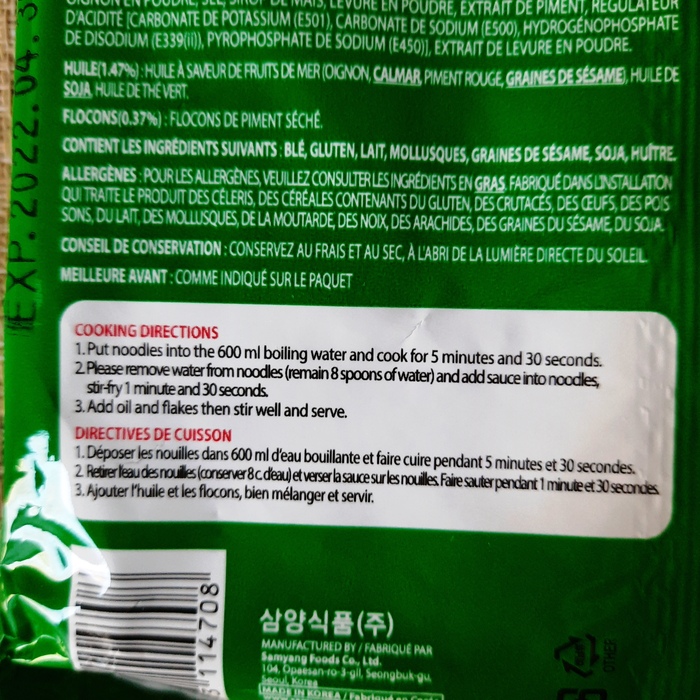 OIGNON EN POUDRE, SEL, SIROP DE MAÏS, LEVURE EN POUDRE, EXTRAIT DE PIMENT, RÉGULATEUR
D'ACIDITÉ [CARBONATE DE POTASSIUM (E501), CARBONATE DE SODIUM (E500), HYDROGÉNOPHOSPHATE
DE DISODIUM (E339(ii)), PYROPHOSPHATE DE SODIUM (E450)], EXTRAIT DE LEVURE EN POUDRE.
HUILE(1.47%) : HUILE À SAVEUR DE FRUITS DE MER (OIGNON, CALMAR, PIMENT ROUGE, GRAINES DE SÉSAME), HUILE DE
SOJA, HUILE DE THÉ VERT.
FLOCONS(0.37%) : FLOCONS DE PIMENT SÉCHÉ.
CONTIENT LES INGRÉDIENTS SUIVANTS : BLÉ, GLUTEN, LAIT, MOLLUSQUES, GRAINES DE SÉSAME, SOJA, HUÎTRE.
ALLERGÈNES : POUR LES ALLERGÈNES, VEUILLEZ CONSULTER LES INGRÉDIENTS EN GRAS. FABRIQUÉ DANS L'INSTALLATION
QUI TRAITE LE PRODUIT DES CÉLERIS, DES CÉRÉALES CONTENANTS DU GLUTEN, DES CRUTACÉS, DES ŒUFS, DES POIS
SONS, DU LAIT, DES MOLLUSQUES, DE LA MOUTARDE, DES NOIX, DES ARACHIDES, DES GRAINES DU SÉSAME, DU SOJA.
CONSEIL DE CONSERVATION : CONSERVEZ AU FRAIS ET AU SEC, À L'ABRI DE LA LUMIÈRE DIRECTE DU SOLEIL.
MEILLEURE AVANT : COMME INDIQUÉ SUR LE PAQUET
EXP. 2022.04.3
COOKING DIRECTIONS
1. Put noodles into the 600 ml boiling water and cook for 5 minutes and 30 seconds.
2. Please remove water from noodles (remain 8 spoons of water) and add sauce into noodles,
stir-fry 1 minute and 30 seconds.
3. Add oil and flakes then stir well and serve.
DIRECTIVES DE CUISSON
1. Déposer les nouilles dans 600 ml d'eau bouillante et faire cuire pendant 5 minutes et 30 secondes.
2. Retirer l'eau des nouilles (conserver 8 c. d'eau) et verser la sauce sur les nouilles. Faire sauter pendant 1 minute et 30 secondes.
3. Ajouter l'huile et les flocons, bien mélanger et servir.
114708
삼양식품(주)
MANUFACTURED BY / FABRIQUÉ PAR
Samyang Foods Co., Ltd.
104, Opaesan-ro 3-gil, Seongbuk-gu,
Seoul, Korea
MADE IN KOREA / Fabriqué en Corée
OTHER